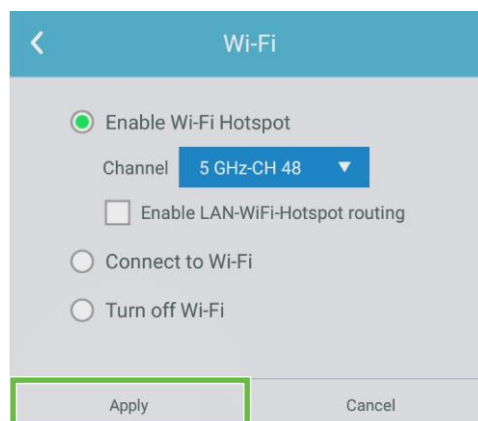 Wi-Fi
Enable Wi-Fi Hotspot
Channel 5 GHz-CH 48
Enable LAN-WiFi-Hotspot routing
Connect to Wi-Fi
Turn off Wi-Fi
Apply Cancel